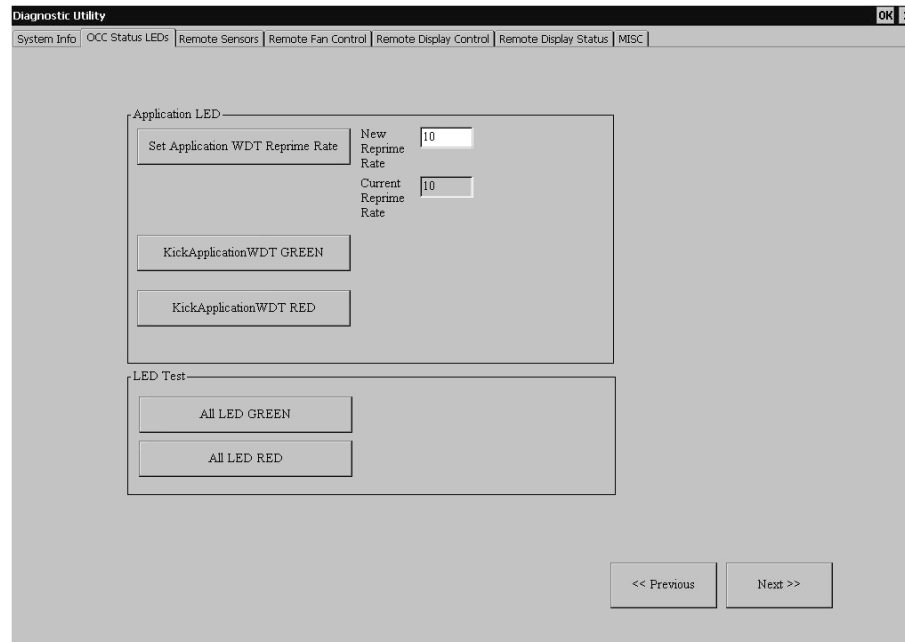 Diagnostic Utility
OK
System Info
OCC Status LEDs
Remote Sensors
Remote Fan Control
Remote Display Control
Remote Display Status
MISC
Application LED
Set Application WDT Reprime Rate
New
Reprime
Rate
10
Current
Reprime
Rate
10
KickApplicationWDT GREEN
KickApplicationWDT RED
LED Test
All LED GREEN
All LED RED
<< Previous
Next >>